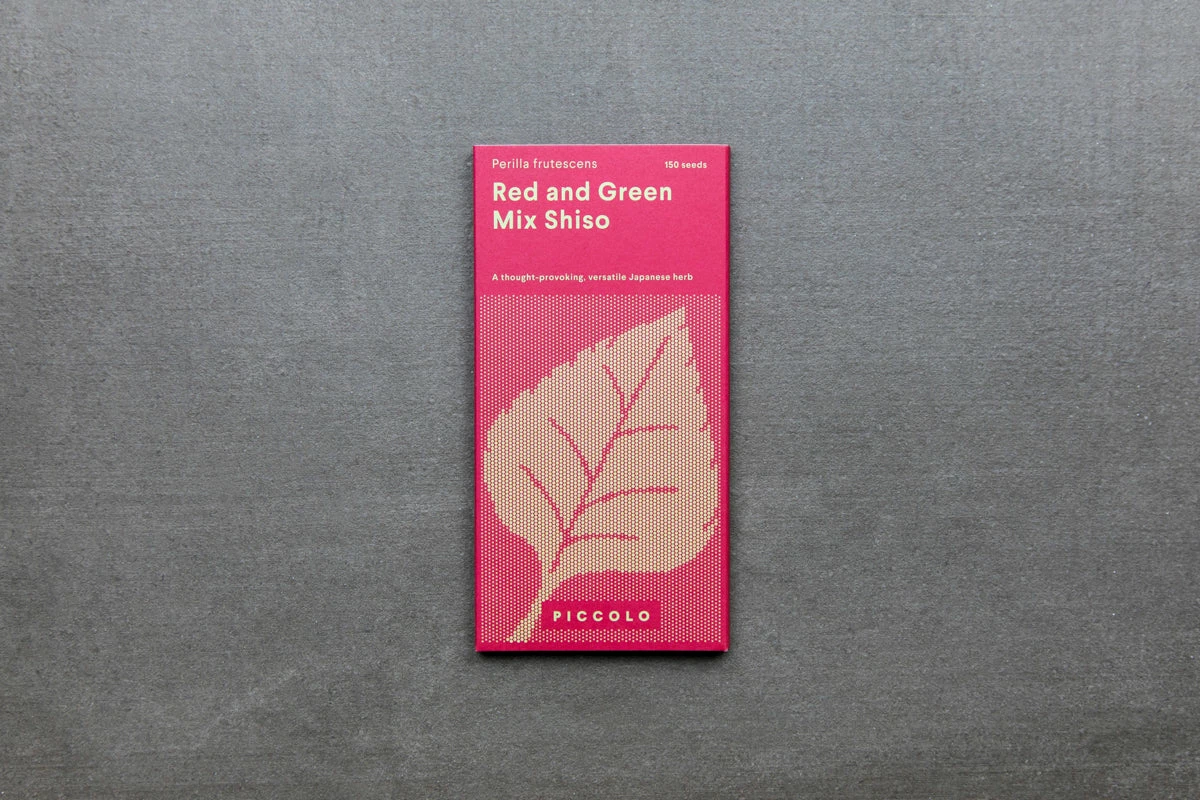 Perilla frutescens 150 seeds
Red and Green
Mix Shiso
A thought-provoking, versatile Japanese herb
PICCOLO